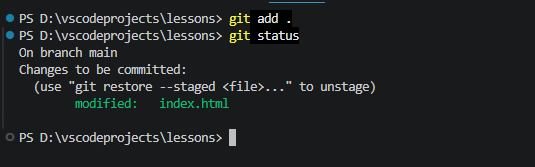 PS D:\vscodeprojects\lessons> git add .
PS D:\vscodeprojects\lessons> git status
On branch main
Changes to be committed:
  (use "git restore --staged <file>..." to unstage)
        modified:   index.html

PS D:\vscodeprojects\lessons>